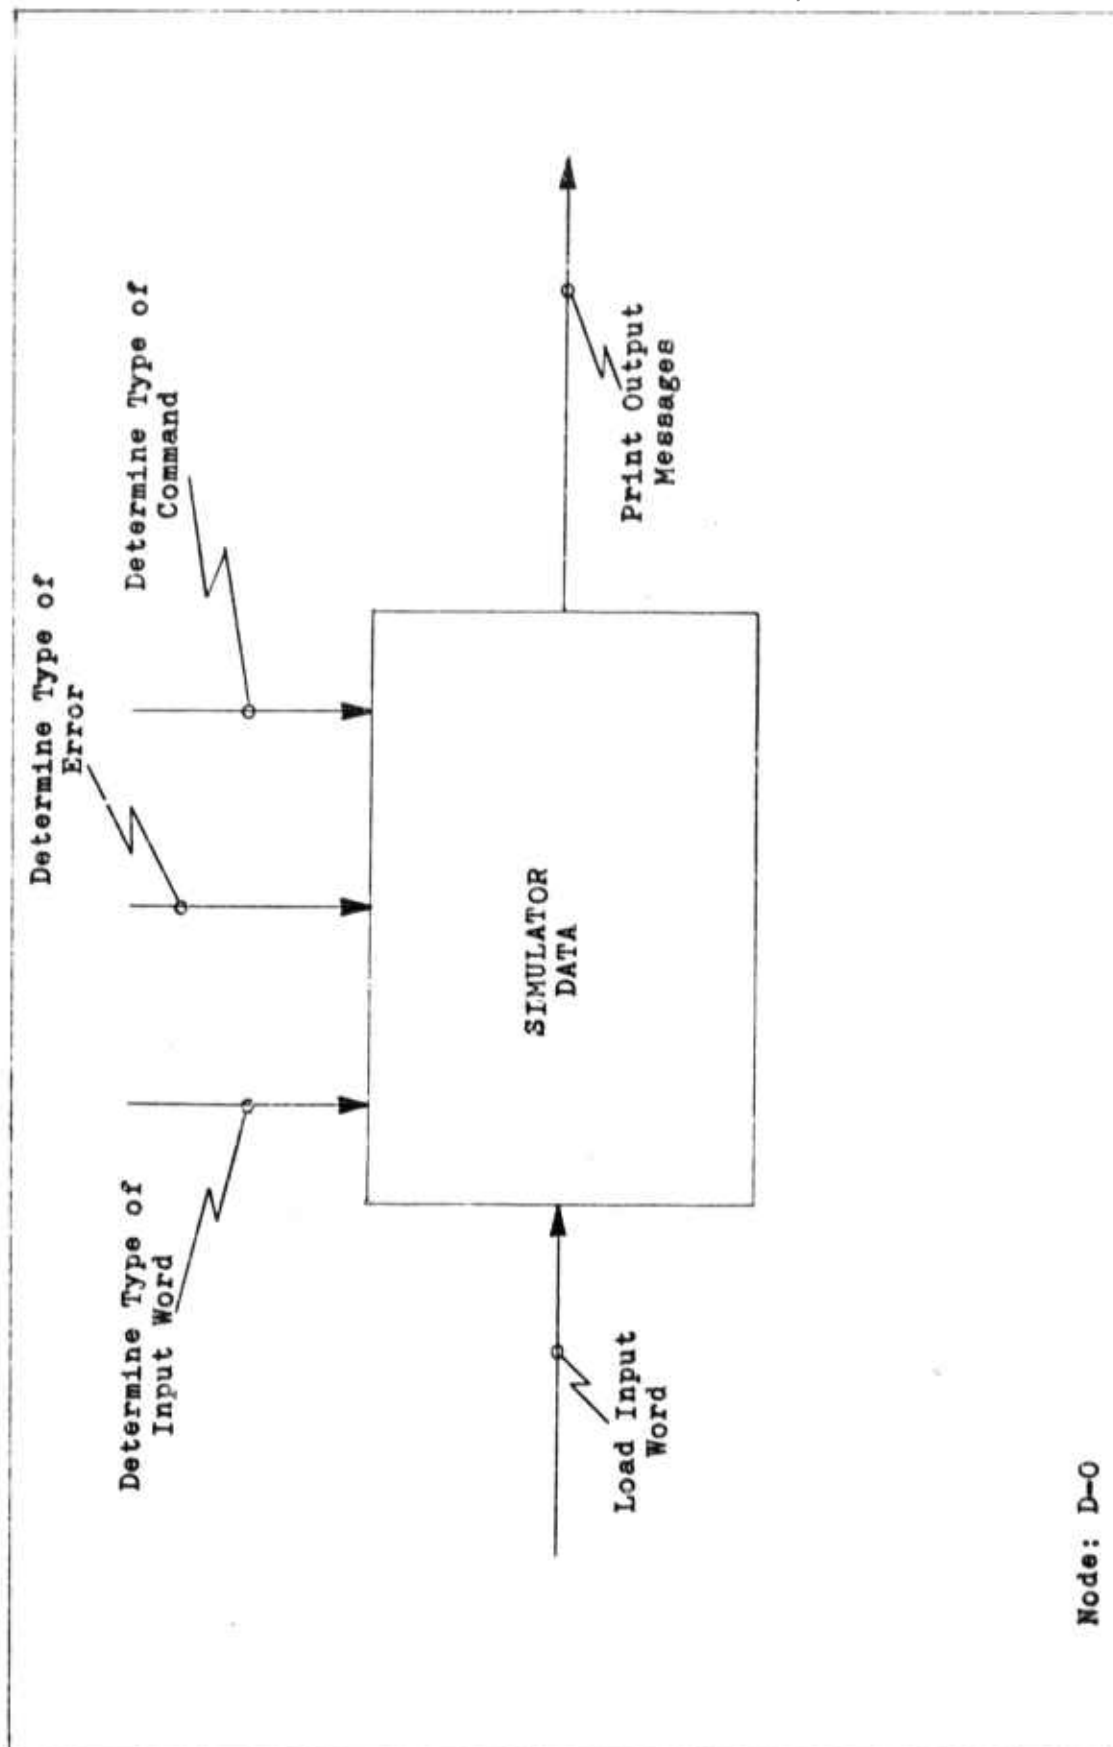 Determine Type of
Error
Determine Type of
Input Word
Determine Type of
Command
SIMULATOR
DATA
Load Input
Word
Print Output
Messages
Node: D-0